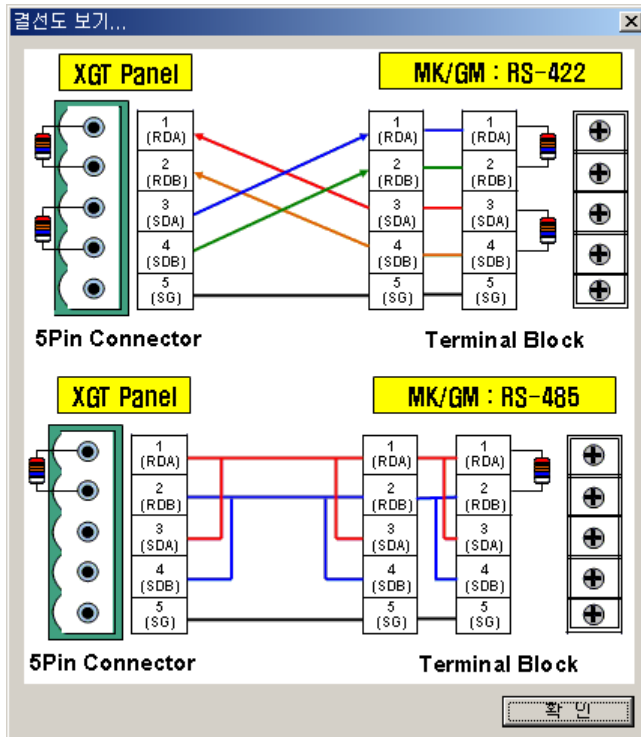 결선도 보기...
XGT Panel
MK/GM : RS-422
1
(RDA)
2
(RDB)
3
(SDA)
4
(SDB)
5
(SG)
1
(RDA)
2
(RDB)
3
(SDA)
4
(SDB)
5
(SG)
1
(RDA)
2
(RDB)
3
(SDA)
4
(SDB)
5
(SG)
5Pin Connector
Terminal Block
XGT Panel
MK/GM : RS-485
1
(RDA)
2
(RDB)
3
(SDA)
4
(SDB)
5
(SG)
1
(RDA)
2
(RDB)
3
(SDA)
4
(SDB)
5
(SG)
1
(RDA)
2
(RDB)
3
(SDA)
4
(SDB)
5
(SG)
5Pin Connector
Terminal Block
확 인